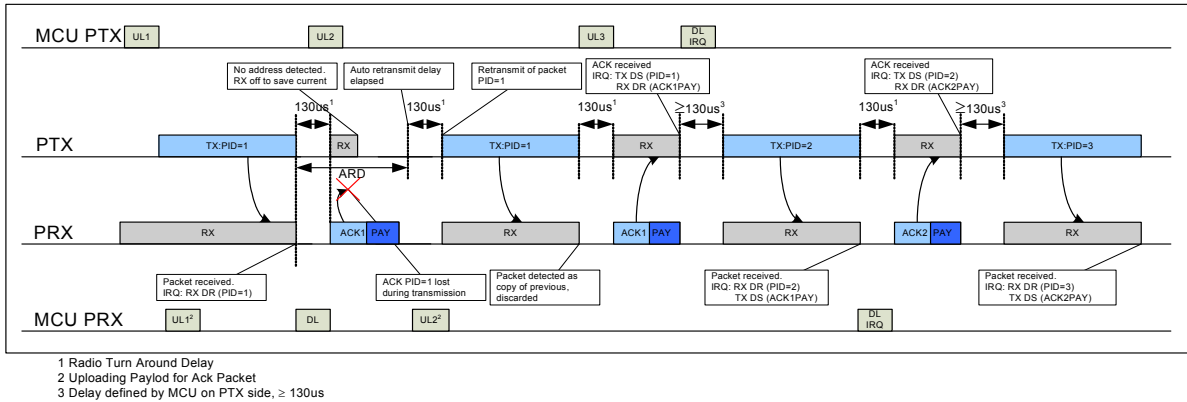 MCU PTX
UL1
UL2
UL3
DL
IRQ
No address detected.
RX off to save current
Auto retransmit delay
elapsed
Retransmit of packet
PID=1
ACK received
IRQ: TX DS (PID=1)
RX DR (ACK1PAY)
ACK received
IRQ: TX DS (PID=2)
RX DR (ACK2PAY)
130us1
130us1
130us1
≥130us3
130us1
≥130us3
PTX
TX:PID=1
RX
TX:PID=1
RX
TX:PID=2
RX
TX:PID=3
ARD
PRX
RX
ACK1 PAY
RX
ACK1 PAY
RX
ACK2 PAY
RX
Packet received.
IRQ: RX DR (PID=1)
ACK PID=1 lost
during transmission
Packet detected as
copy of previous,
discarded
Packet received.
IRQ: RX DR (PID=2)
TX DS (ACK1PAY)
Packet received.
IRQ: RX DR (PID=3)
TX DS (ACK2PAY)
MCU PRX
UL12
DL
UL22
DL
IRQ
1 Radio Turn Around Delay
2 Uploading Paylod for Ack Packet
3 Delay defined by MCU on PTX side, ≥ 130us